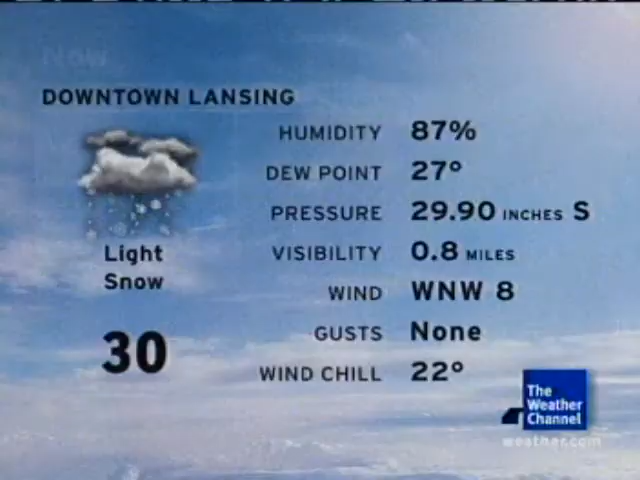 Now
DOWNTOWN LANSING
HUMIDITY 87%
DEW POINT 27°
PRESSURE 29.90 INCHES S
VISIBILITY 0.8 MILES
WIND WNW 8
GUSTS None
WIND CHILL 22°
Light
Snow
30
The
Weather
Channel
weather.com